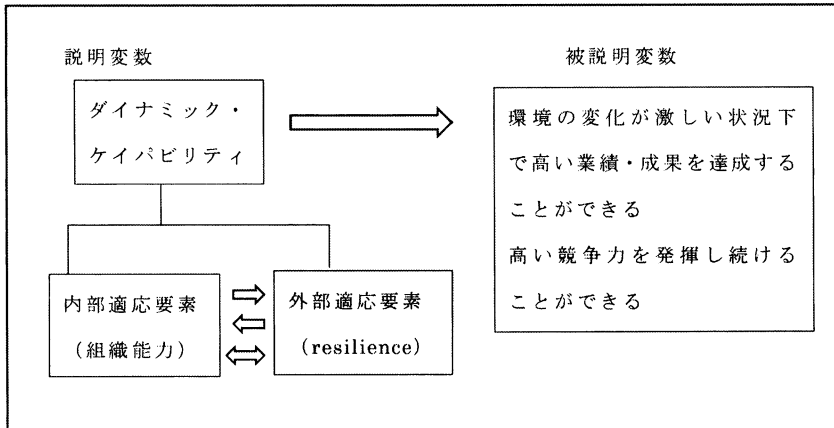 説明変数
ダイナミック・
ケイパビリティ
内部適応要素
(組織能力)
外部適応要素
(resilience)
被説明変数
環境の変化が激しい状況下
で高い業績・成果を達成する
ことができる
高い競争力を発揮し続ける
ことができる